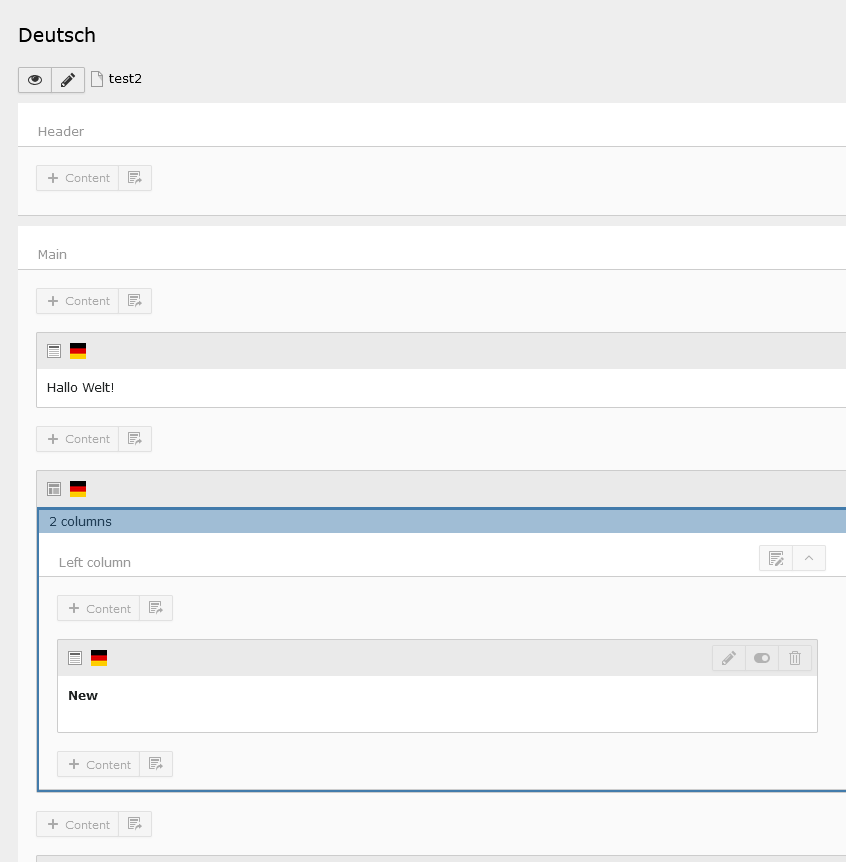 Deutsch
test2
Header
Content
Main
Content
Hallo Welt!
Content
2 columns
Left column
Content
New
Content
Content